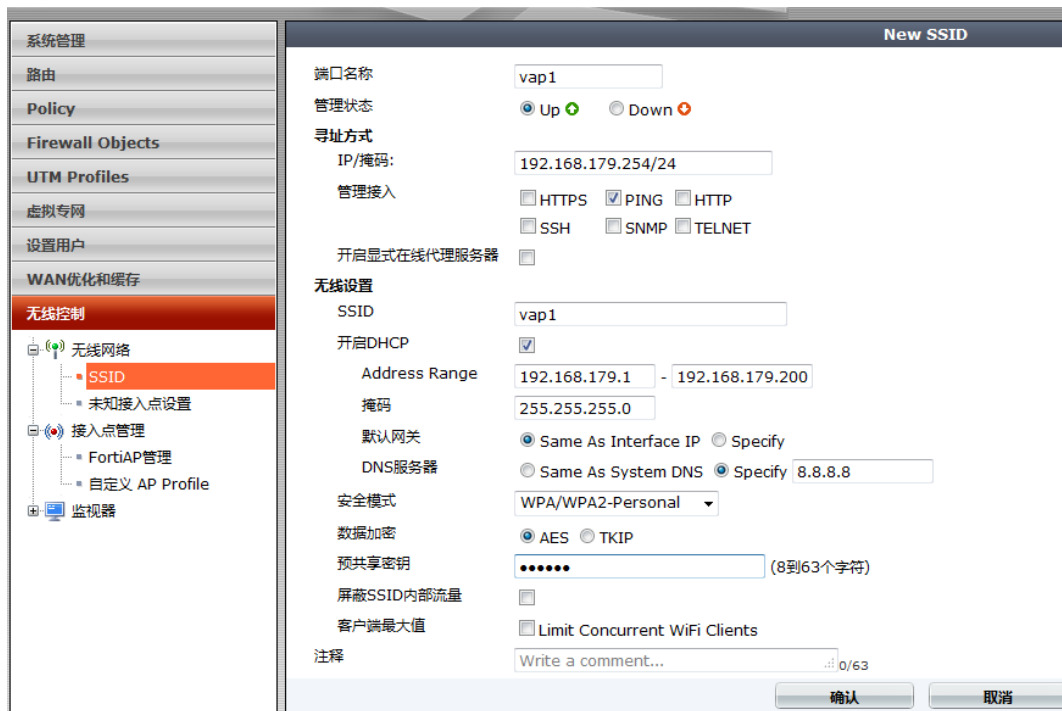 系统管理
路由
Policy
Firewall Objects
UTM Profiles
虚拟专网
设置用户
WAN优化和缓存
无线控制
无线网络
SSID
未知接入点设置
接入点管理
FortiAP管理
自定义 AP Profile
监视器
New SSID
端口名称 vap1
管理状态 Up Down
寻址方式
IP/掩码: 192.168.179.254/24
管理接入 HTTPS PING HTTP
SSH SNMP TELNET
开启显式在线代理服务器
无线设置
SSID vap1
开启DHCP
Address Range 192.168.179.1 - 192.168.179.200
掩码 255.255.255.0
默认网关 Same As Interface IP Specify
DNS服务器 Same As System DNS Specify 8.8.8.8
安全模式 WPA/WPA2-Personal
数据加密 AES TKIP
预共享密钥 •••••• (8到63个字符)
屏蔽SSID内部流量
客户端最大值 Limit Concurrent WiFi Clients
注释 Write a comment... 0/63
确认 取消